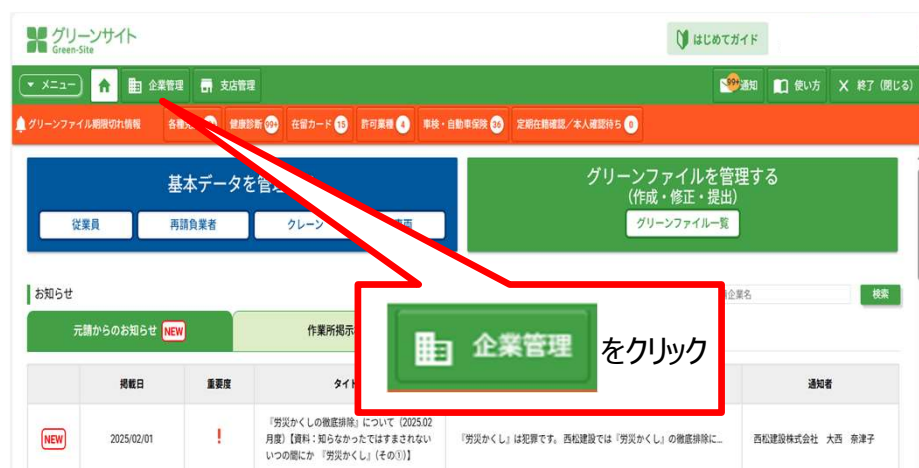 グリーンサイト
Green-Site
はじめてガイド
メニュー 企業管理 支店管理 99+ 通知 使い方 終了(閉じる)
グリーンファイル期限切れ情報 健康診断 99+ 在留カード 15 許可業種 4 車検・自動車保険 36 定期在籍確認/本人確認待ち 0
基本データを
従業員 再請負業者 クレーン
グリーンファイルを管理する
(作成・修正・提出)
グリーンファイル一覧
お知らせ
企業名 検索
元請からのお知らせ NEW
作業所掲示
企業管理 をクリック
掲載日 重要度 通知者
NEW 2025/02/01 !
『労災かくしの徹底排除』について(2025.02
月度)【資料:知らなかったではすまされない
いつの間にか 『労災かくし』(その①)】
『労災かくし』は犯罪です。 西松建設では『労災かくし』の徹底排除に...
西松建設株式会社 大西 奈津子